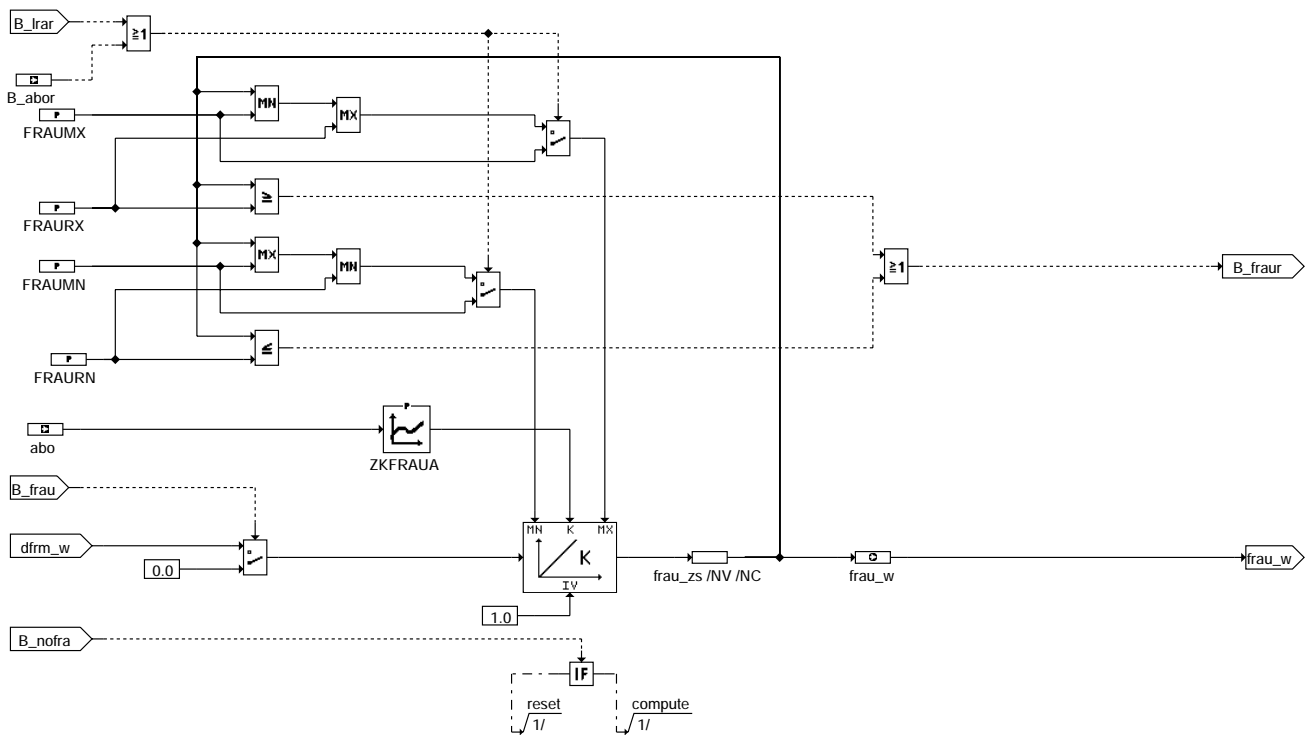 B_lrar
≥1
B_abor
MN
MX
P
FRAUMX
≥
P
FRAURX
MX
MN
P
FRAUMN
≥1
B_fraur
≤
P
FRAURN
P
abo
ZKFRAUA
B_frau
MN K MX
dfrm_w
0.0
K
IV
frau_zs /NV /NC
frau_w
frau_w
1.0
B_nofra
IF
reset
1/
compute
1/